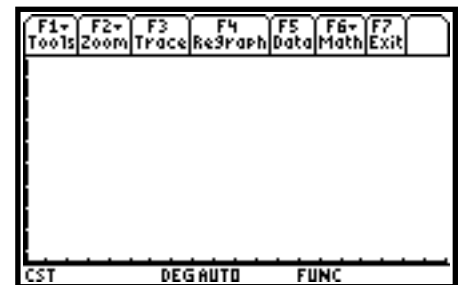 F1▾ F2▾ F3 F4 F5 F6▾ F7
Tools Zoom Trace ReGraph Data Math Exit
CST DEG AUTO FUNC